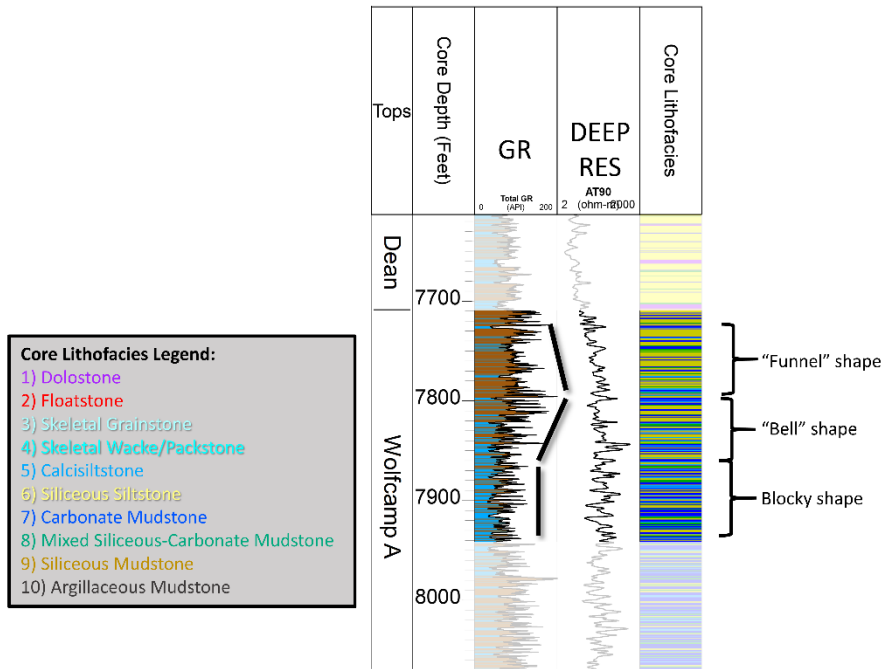 Tops
Core Depth (Feet)
GR
Total GR
0 (API) 200
DEEP
RES
AT90
2 (ohm-m) 2000
Core Lithofacies
Dean
Wolfcamp A
7700
7800
7900
8000
"Funnel" shape
"Bell" shape
Blocky shape
Core Lithofacies Legend:
1) Dolostone
2) Floatstone
3) Skeletal Grainstone
4) Skeletal Wacke/Packstone
5) Calcisiltstone
6) Siliceous Siltstone
7) Carbonate Mudstone
8) Mixed Siliceous-Carbonate Mudstone
9) Siliceous Mudstone
10) Argillaceous Mudstone